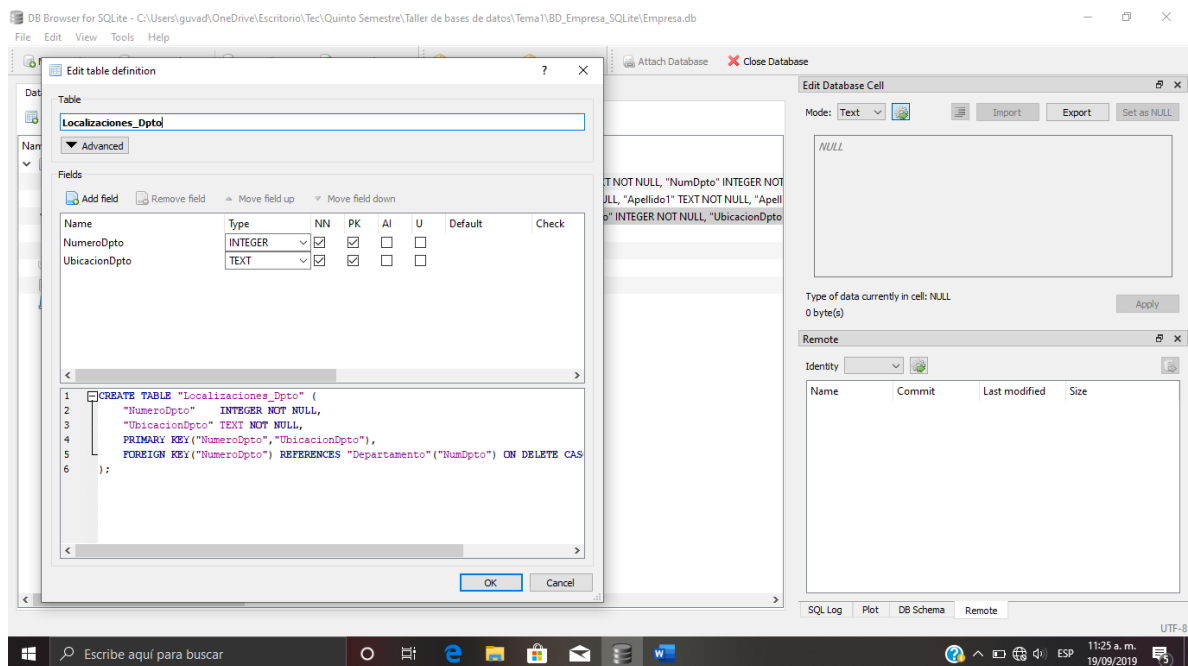 DB Browser for SQLite - C:\Users\guvad\OneDrive\Escritorio\Tec\Quinto Semestre\Taller de bases de datos\Tema1\BD_Empresa_SQLite\Empresa.db
File Edit View Tools Help
Attach Database Close Database
Edit table definition ? ×
Dat
Table
Localizaciones_Dpto
Advanced
Nam
Fields
Add field Remove field Move field up Move field down
Name Type NN PK AI U Default Check
NumeroDpto INTEGER
UbicacionDpto TEXT
1 CREATE TABLE "Localizaciones_Dpto" (
2 "NumeroDpto" INTEGER NOT NULL,
3 "UbicacionDpto" TEXT NOT NULL,
4 PRIMARY KEY("NumeroDpto","UbicacionDpto"),
5 FOREIGN KEY("NumeroDpto") REFERENCES "Departamento"("NumDpto") ON DELETE CAS
6 );
OK Cancel
T NOT NULL, "NumDpto" INTEGER NOT
JLL, "Apellido1" TEXT NOT NULL, "Apell
o" INTEGER NOT NULL, "UbicacionDpto
Edit Database Cell
Mode: Text Import Export Set as NULL
NULL
Type of data currently in cell: NULL
0 byte(s)
Apply
Remote
Identity
Name Commit Last modified Size
SQL Log Plot DB Schema Remote
UTF-8
Escribe aquí para buscar
ESP
11:25 a. m.
19/09/2019
5